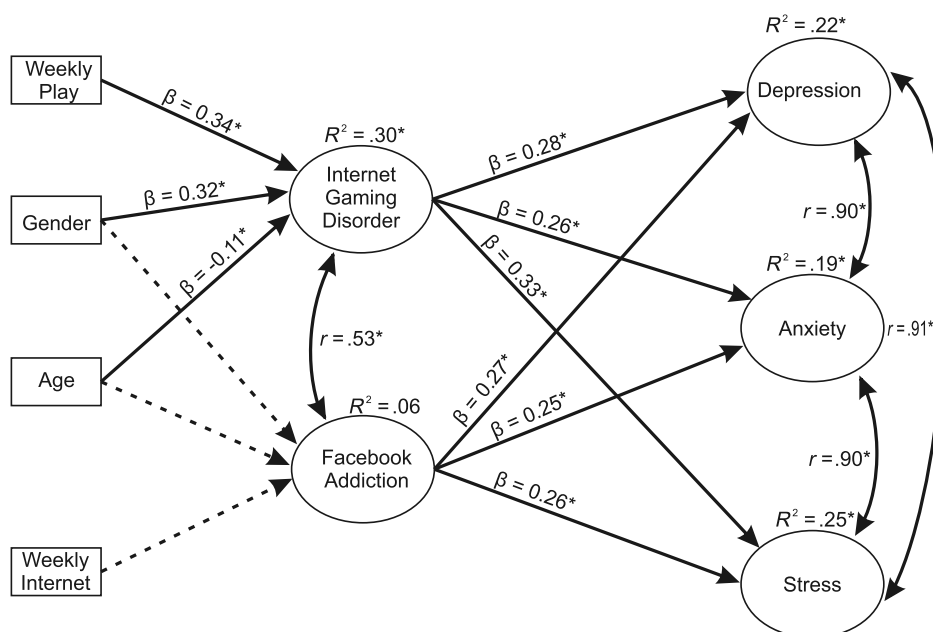 Weekly
Play
Gender
Age
Weekly
Internet
β = 0.34*
β = 0.32*
β = -0.11*
R² = .30*
Internet
Gaming
Disorder
r = .53*
R² = .06
Facebook
Addiction
β = 0.28*
β = 0.26*
β = 0.33*
β = 0.27*
β = 0.25*
β = 0.26*
R² = .22*
Depression
r = .90*
R² = .19*
Anxiety
r = .91*
r = .90*
R² = .25*
Stress